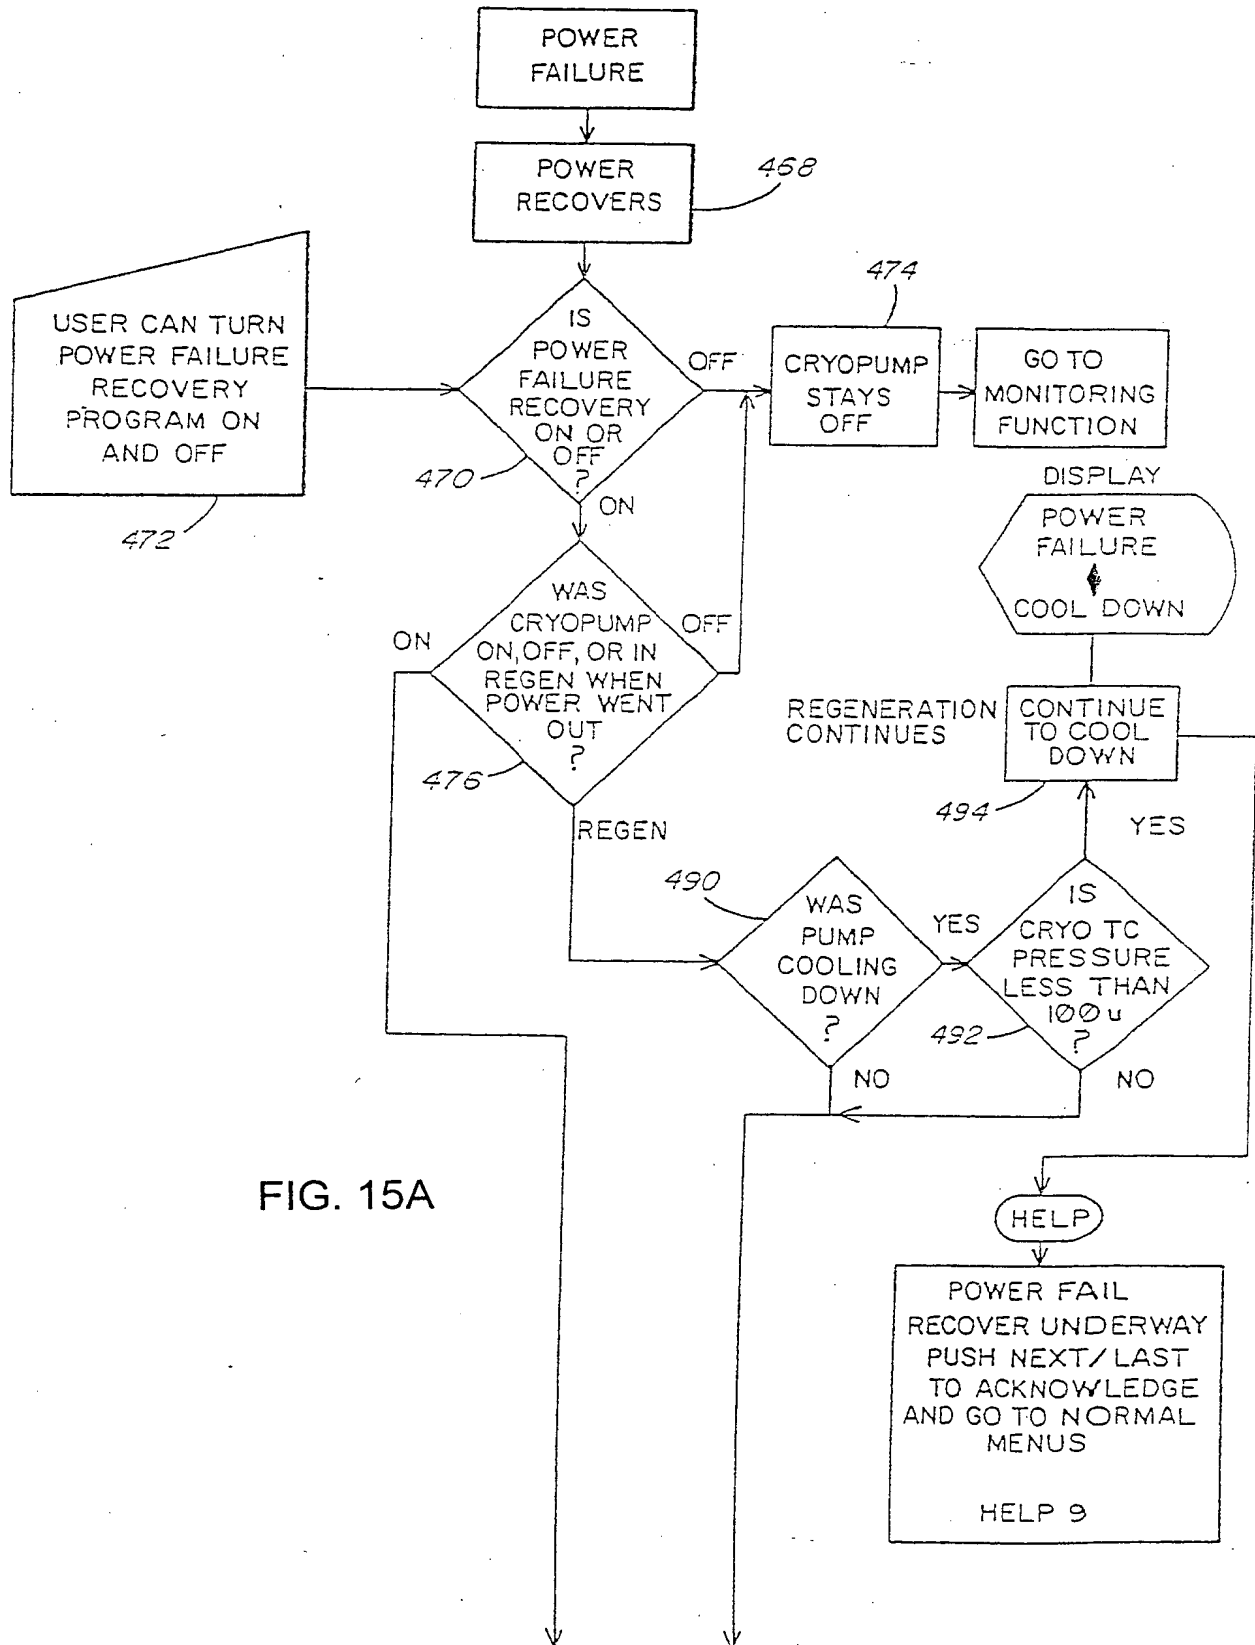 POWER
FAILURE
POWER
RECOVERS
468
USER CAN TURN
POWER FAILURE
RECOVERY
PROGRAM ON
AND OFF
472
IS
POWER
FAILURE
RECOVERY
ON OR
OFF
?
470
OFF
ON
474
CRYOPUMP
STAYS
OFF
GO TO
MONITORING
FUNCTION
WAS
CRYOPUMP
ON, OFF, OR IN
REGEN WHEN
POWER WENT
OUT
?
476
ON
OFF
REGEN
DISPLAY
POWER
FAILURE
COOL DOWN
REGENERATION
CONTINUES
CONTINUE
TO COOL
DOWN
494
YES
490
WAS
PUMP
COOLING
DOWN
?
YES
NO
IS
CRYO TC
PRESSURE
LESS THAN
100u
?
492
NO
FIG. 15A
HELP
POWER FAIL
RECOVER UNDERWAY
PUSH NEXT/LAST
TO ACKNOWLEDGE
AND GO TO NORMAL
MENUS
HELP 9